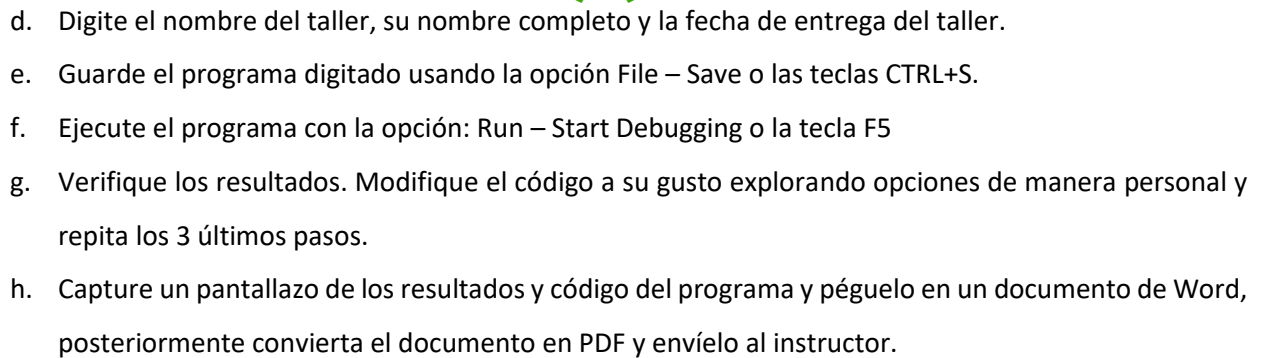 d. Digite el nombre del taller, su nombre completo y la fecha de entrega del taller.
e. Guarde el programa digitado usando la opción File – Save o las teclas CTRL+S.
f. Ejecute el programa con la opción: Run – Start Debugging o la tecla F5
g. Verifique los resultados. Modifique el código a su gusto explorando opciones de manera personal y
repita los 3 últimos pasos.
h. Capture un pantallazo de los resultados y código del programa y péguelo en un documento de Word,
posteriormente convierta el documento en PDF y envíelo al instructor.